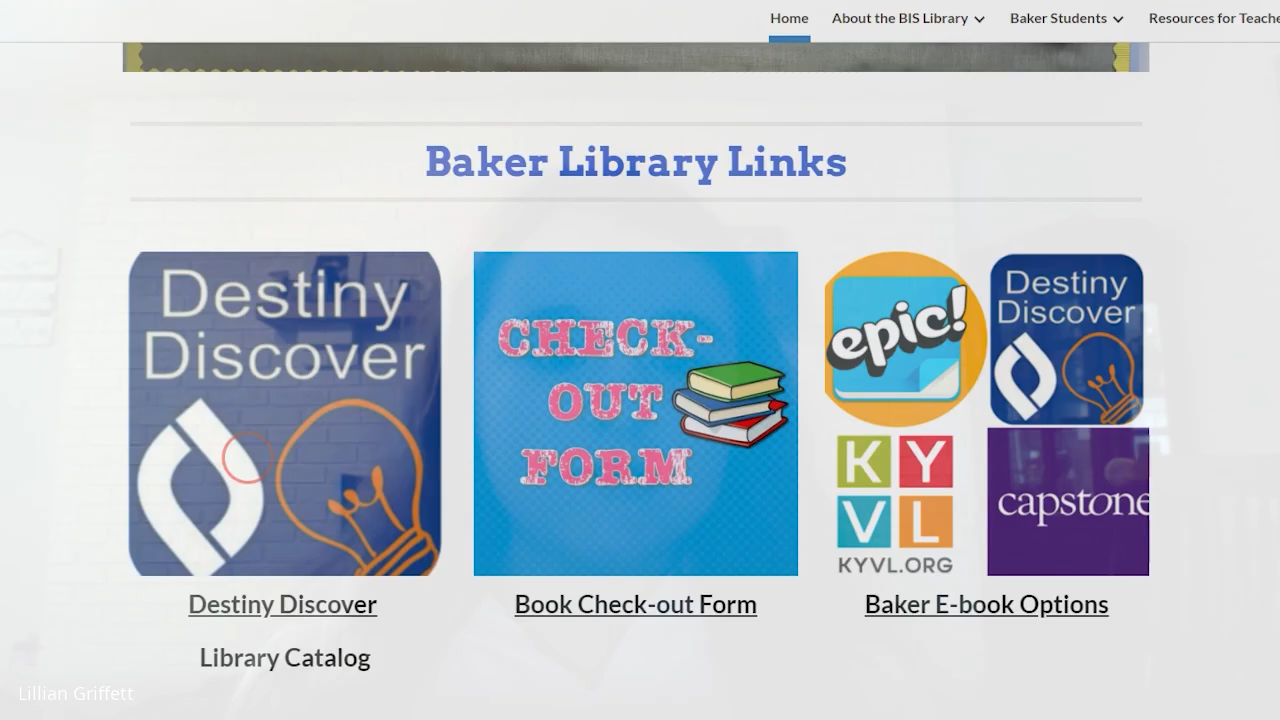 Home About the BIS Library Baker Students Resources for Teache
Baker Library Links
Destiny
Discover
CHECK-
OUT
FORM
epic!
Destiny
Discover
K Y
V L
KYVL.ORG
capstone
Destiny Discover
Book Check-out Form
Baker E-book Options
Library Catalog
Lillian Griffett